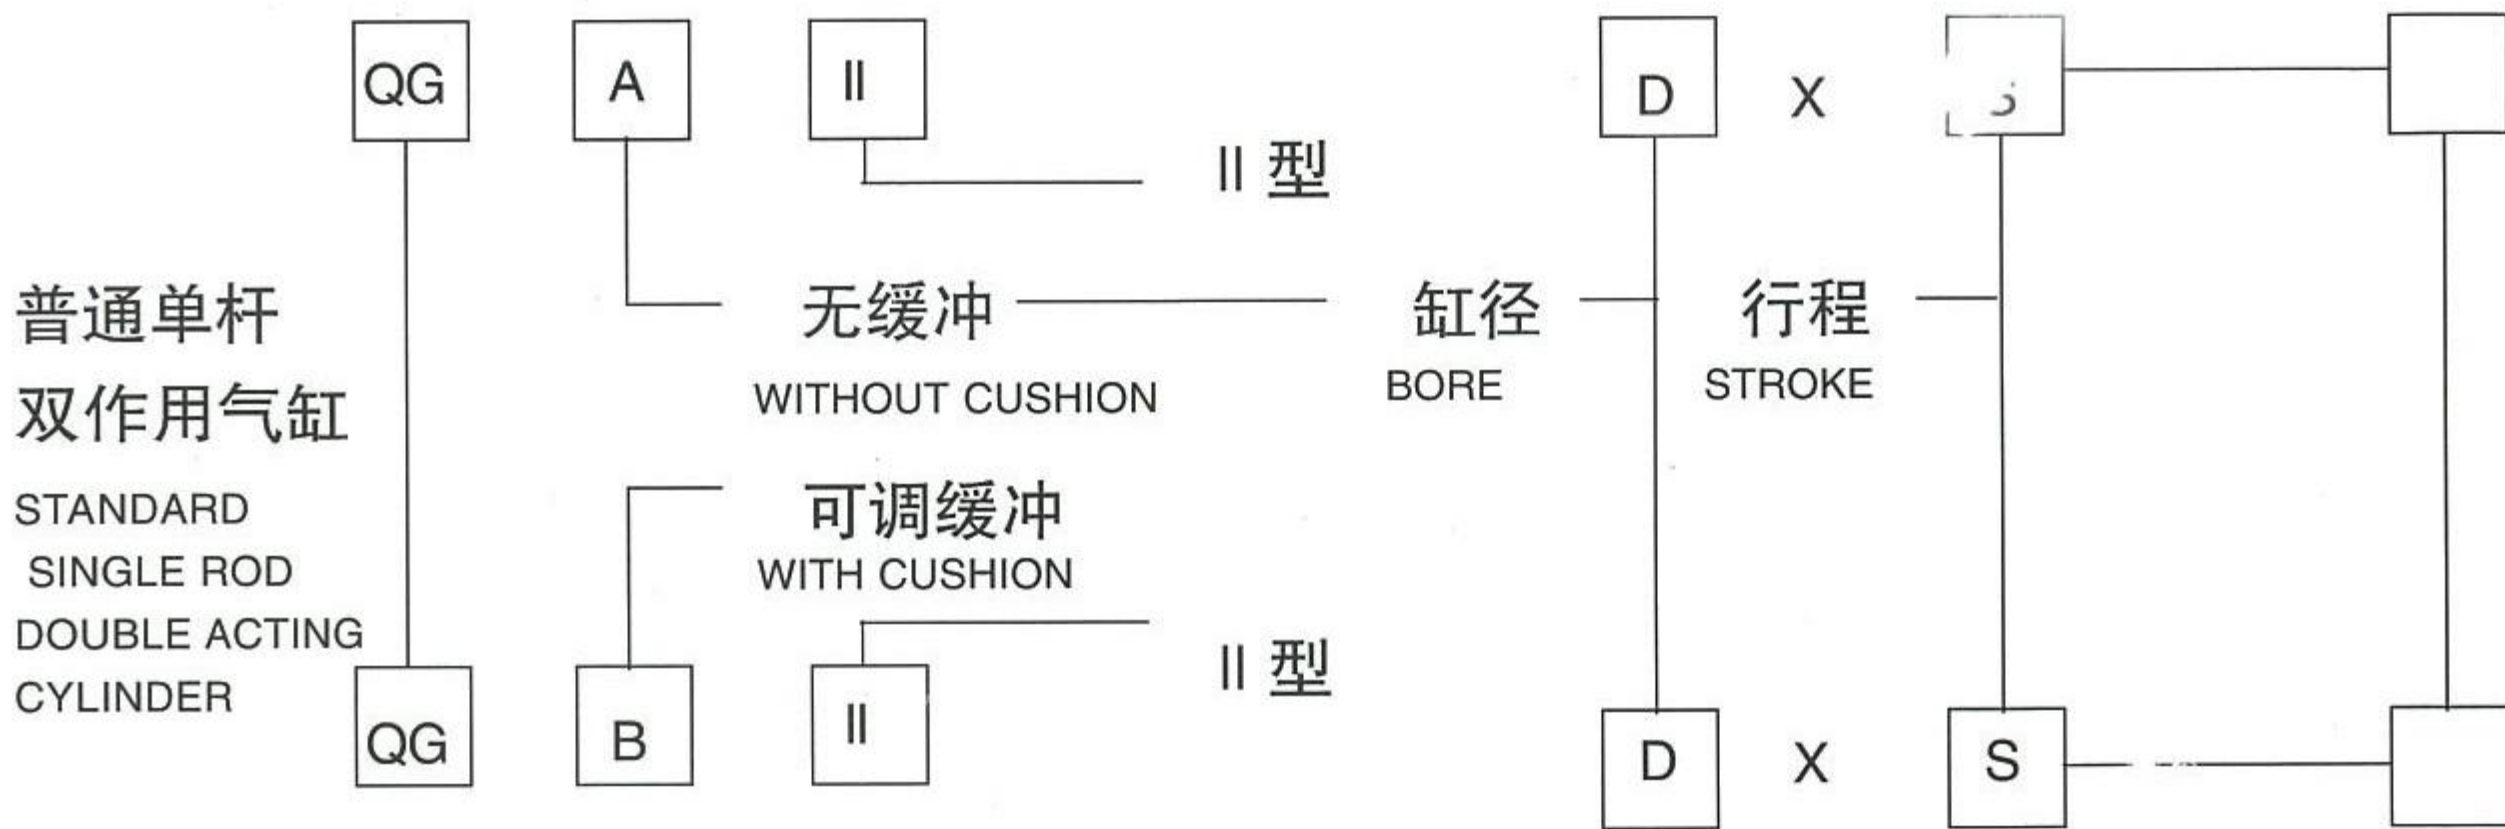 QG A II D X S
II 型
普通单杆 无缓冲 缸径 行程
双作用气缸 WITHOUT CUSHION BORE STROKE
STANDARD 可调缓冲
SINGLE ROD WITH CUSHION
DOUBLE ACTING II 型
CYLINDER
QG B II D X S